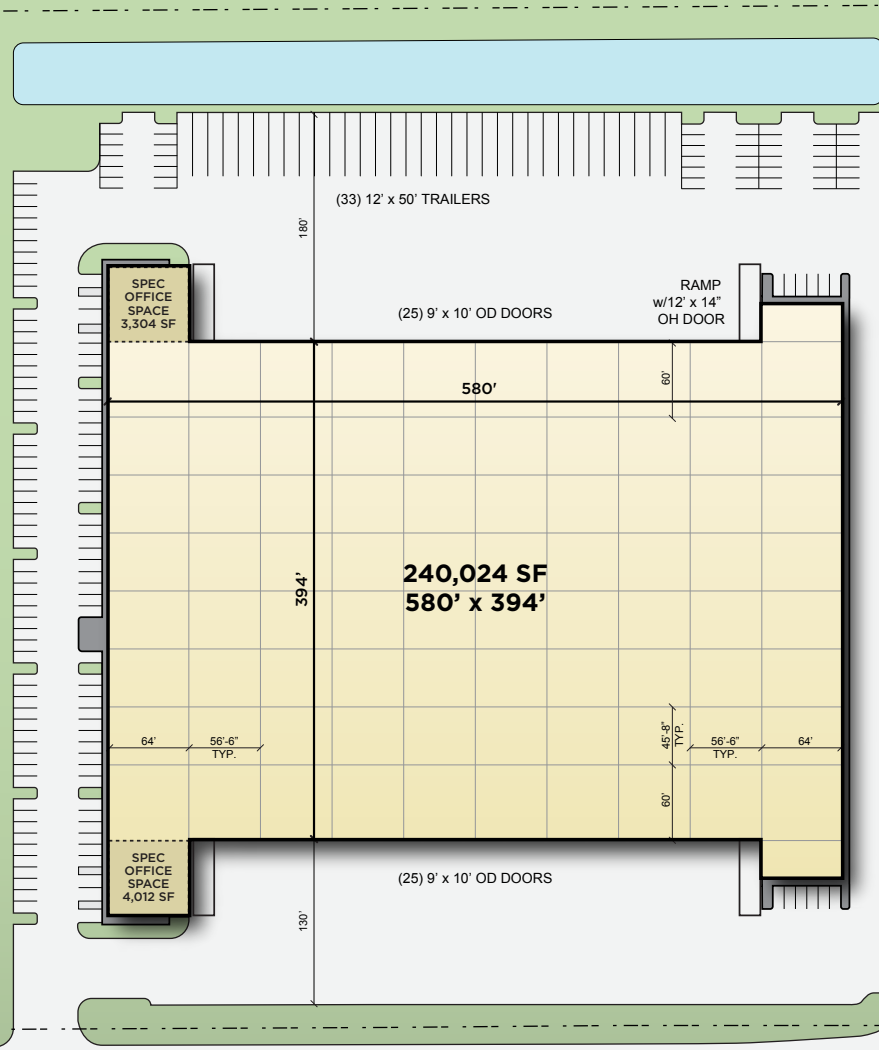 (33) 12' x 50' TRAILERS
180'
SPEC
OFFICE
SPACE
3,304 SF
(25) 9' x 10' OD DOORS
RAMP
w/12' x 14"
OH DOOR
60'
580'
394'
240,024 SF
580' x 394'
64'
56'-6"
TYP.
45'-8"
TYP.
56'-6"
TYP.
64'
60'
SPEC
OFFICE
SPACE
4,012 SF
(25) 9' x 10' OD DOORS
130'